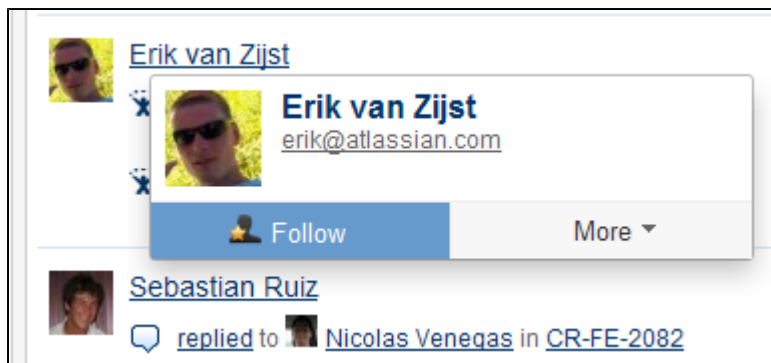 Erik van Zijst
Erik van Zijst
erik@atlassian.com
Follow More
Sebastian Ruiz
replied to Nicolas Venegas in CR-FE-2082